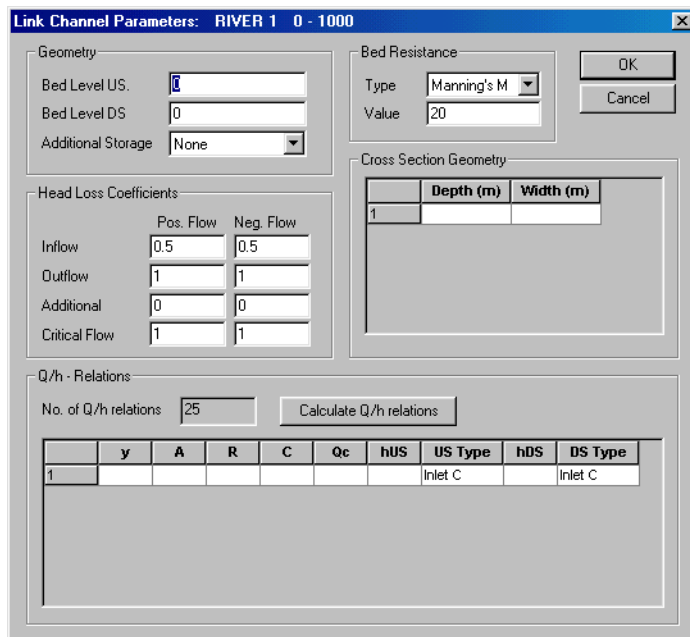 Link Channel Parameters: RIVER 1 0 - 1000
Geometry
Bed Level US. 0
Bed Level DS 0
Additional Storage None
Bed Resistance
Type Manning's M
Value 20
OK
Cancel
Head Loss Coefficients
Pos. Flow Neg. Flow
Inflow 0.5 0.5
Outflow 1 1
Additional 0 0
Critical Flow 1 1
Cross Section Geometry
Depth (m) Width (m)
1
Q/h - Relations
No. of Q/h relations 25 Calculate Q/h relations
y A R C Qc hUS US Type hDS DS Type
1 Inlet C Inlet C